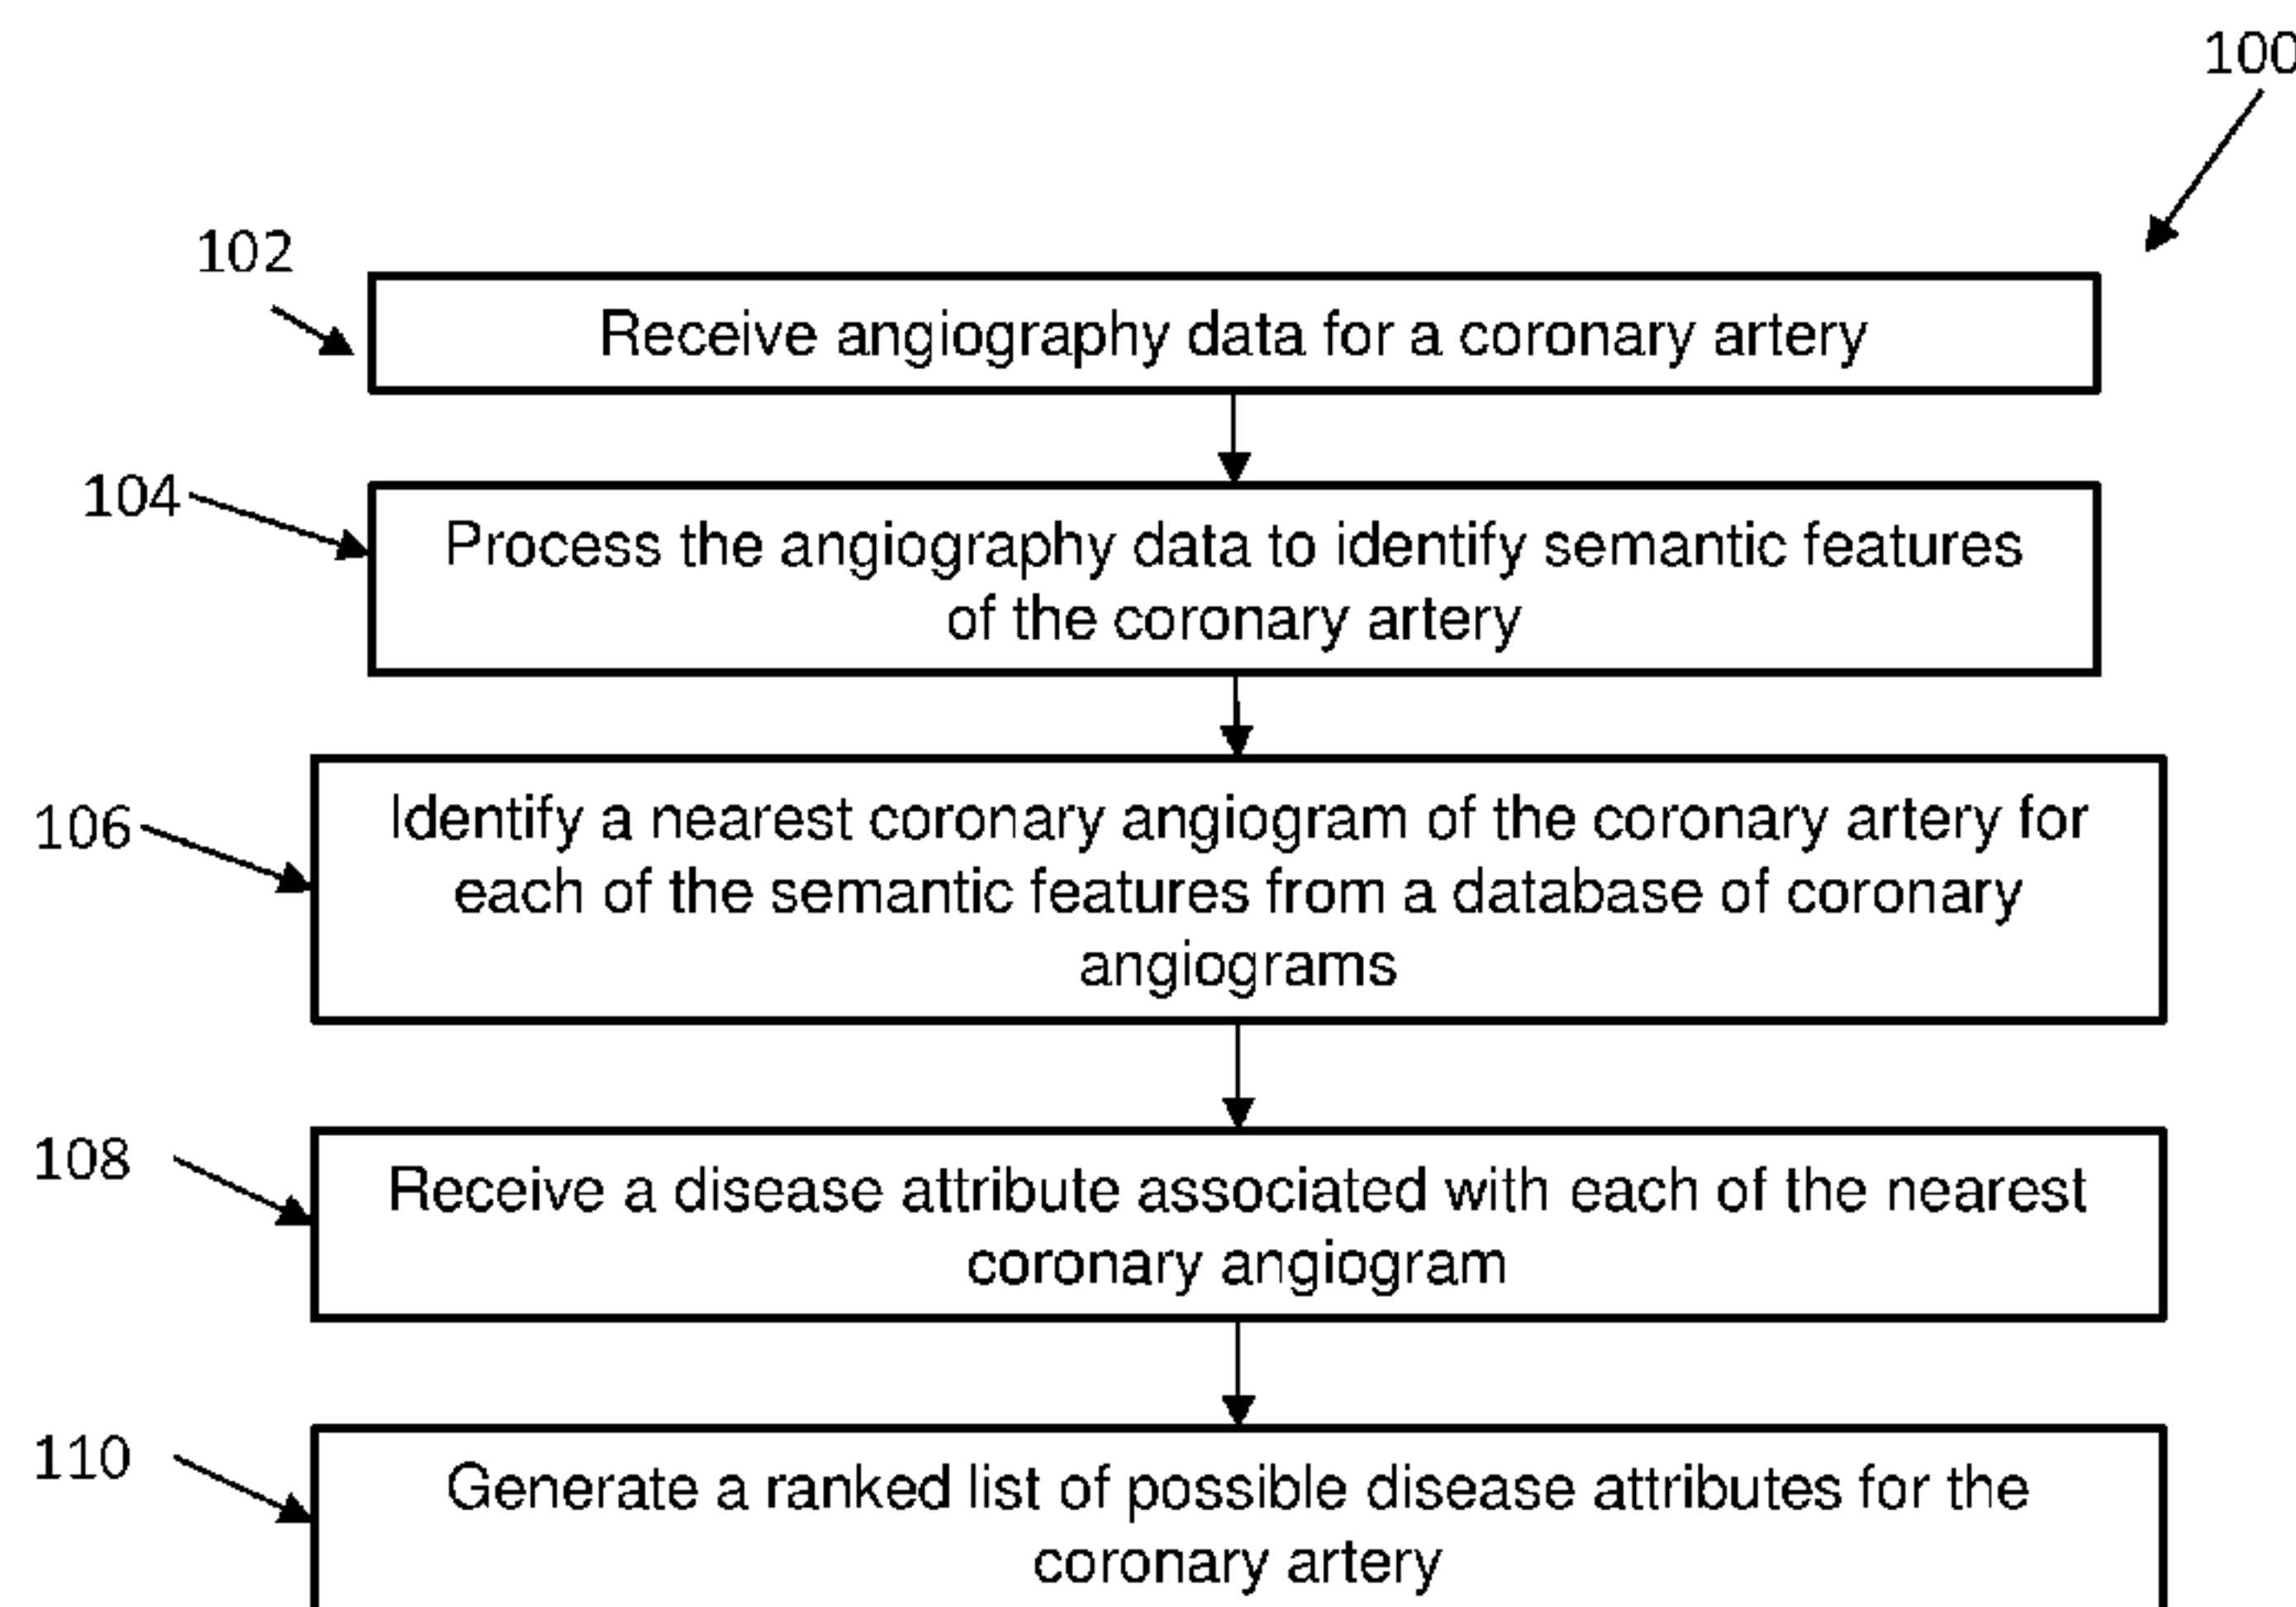 100
102
Receive angiography data for a coronary artery
104
Process the angiography data to identify semantic features
of the coronary artery
106
Identify a nearest coronary angiogram of the coronary artery for
each of the semantic features from a database of coronary
angiograms
108
Receive a disease attribute associated with each of the nearest
coronary angiogram
110
Generate a ranked list of possible disease attributes for the
coronary artery